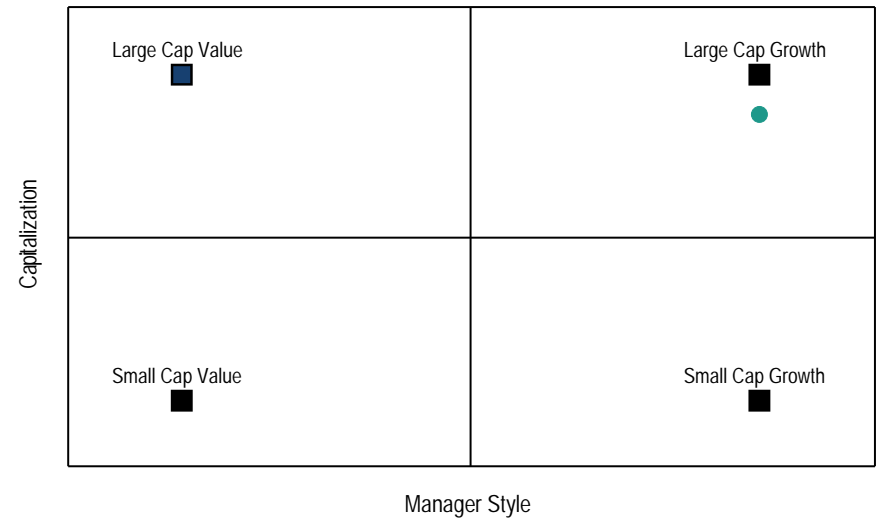 Large Cap Value
Large Cap Growth
Capitalization
Small Cap Value
Small Cap Growth
Manager Style